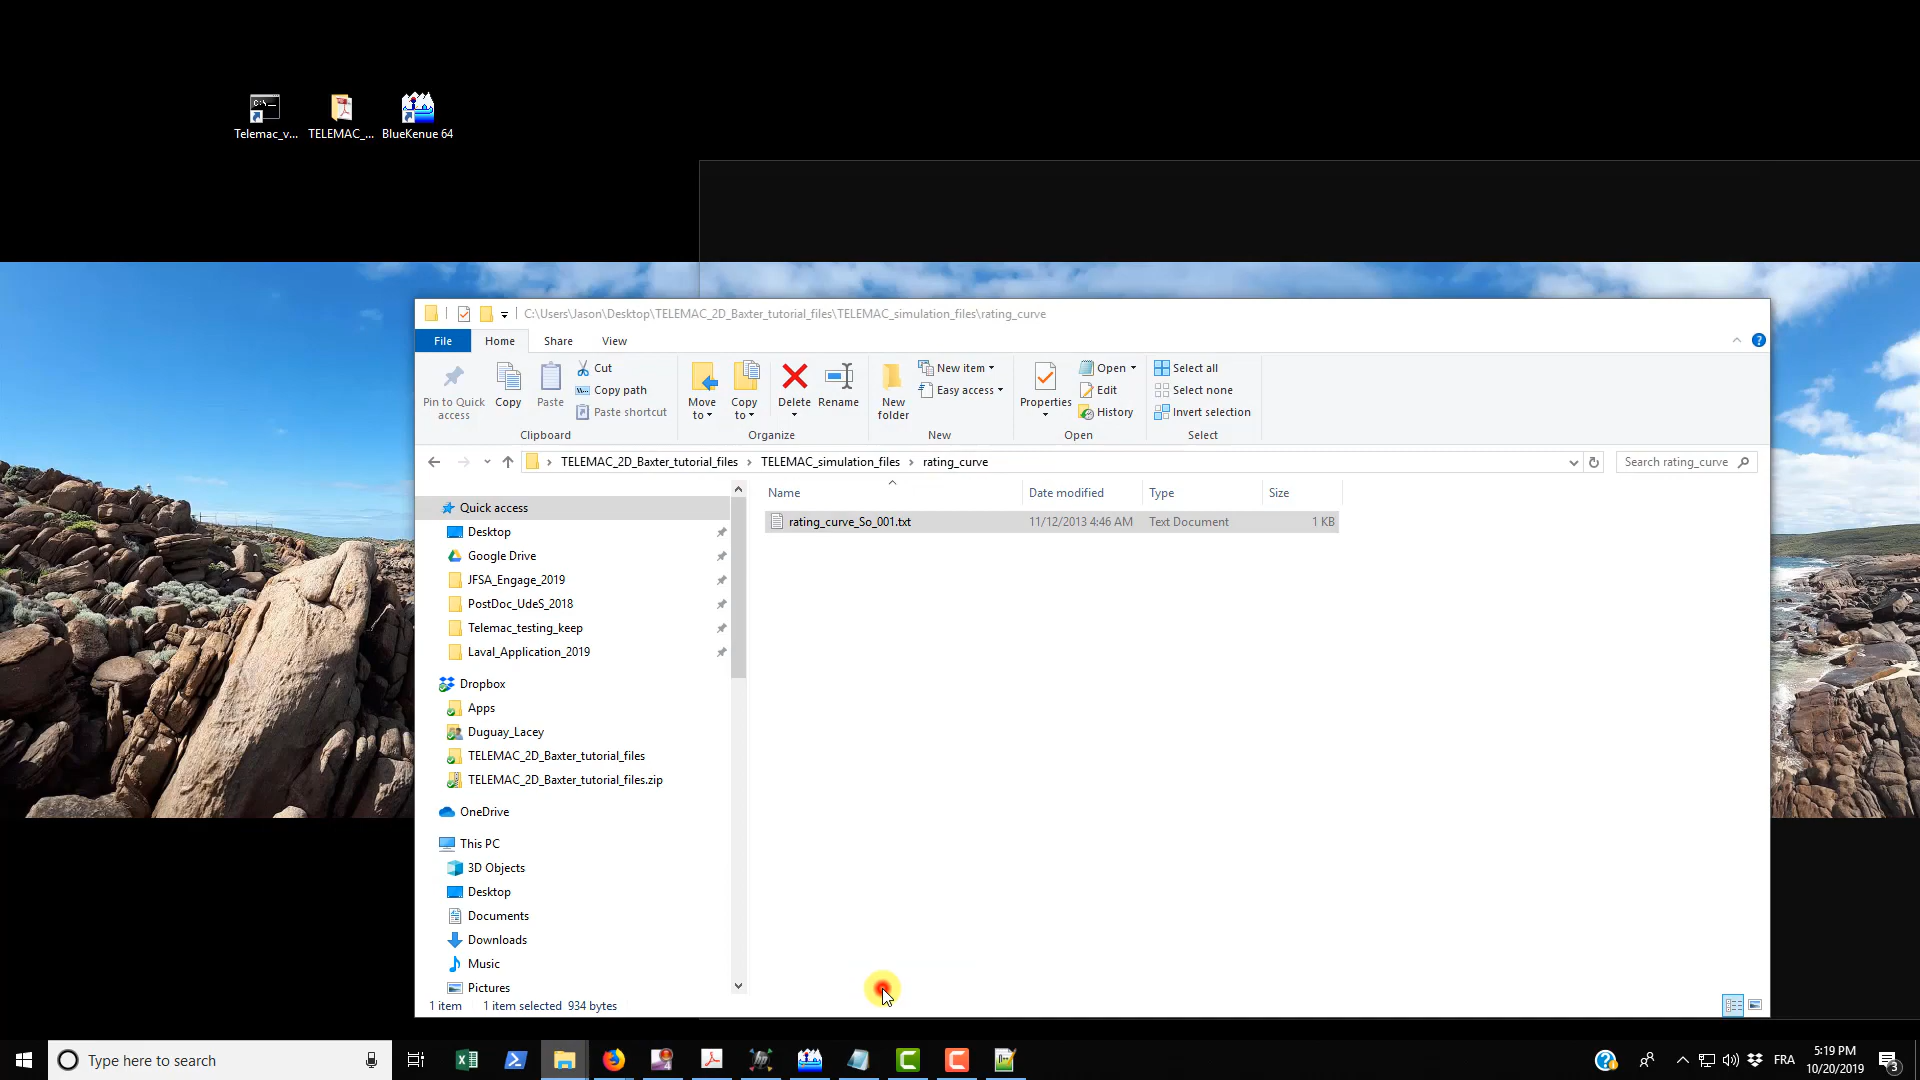 Telemac_v...
TELEMAC_...
BlueKenue 64
C:\Users\Jason\Desktop\TELEMAC_2D_Baxter_tutorial_files\TELEMAC_simulation_files\rating_curve
File
Home
Share
View
Pin to Quick access
Copy
Paste
Cut
Copy path
Paste shortcut
Clipboard
Move to
Copy to
Delete
Rename
Organize
New folder
New item
Easy access
New
Properties
Open
Edit
History
Open
Select all
Select none
Invert selection
Select
TELEMAC_2D_Baxter_tutorial_files
TELEMAC_simulation_files
rating_curve
Search rating_curve
Name
Date modified
Type
Size
rating_curve_So_001.txt
11/12/2013 4:46 AM
Text Document
1 KB
Quick access
Desktop
Google Drive
JFSA_Engage_2019
PostDoc_UdeS_2018
Telemac_testing_keep
Laval_Application_2019
Dropbox
Apps
Duguay_Lacey
TELEMAC_2D_Baxter_tutorial_files
TELEMAC_2D_Baxter_tutorial_files.zip
OneDrive
This PC
3D Objects
Desktop
Documents
Downloads
Music
Pictures
1 item
1 item selected 934 bytes
Type here to search
FRA
5:19 PM
10/20/2019
3